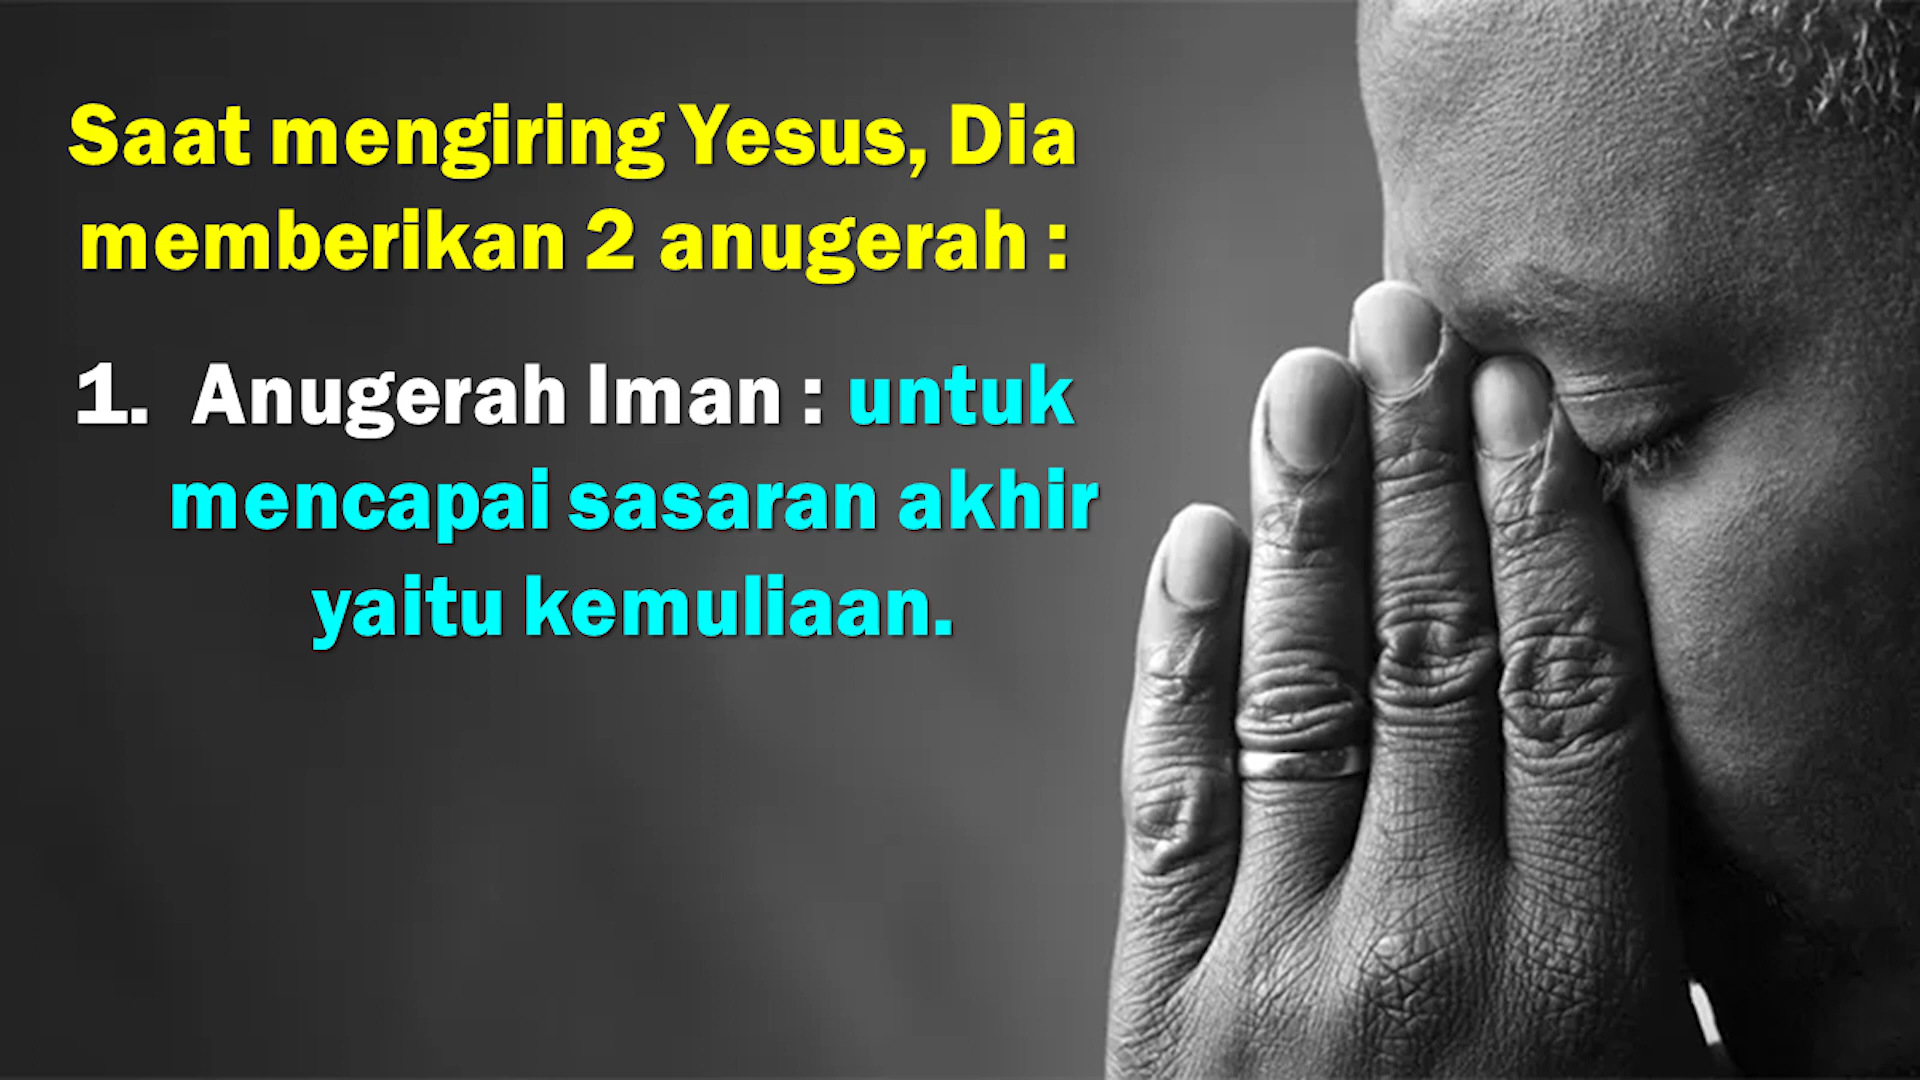 Saat mengiring Yesus, Dia
memberikan 2 anugerah :
1. Anugerah Iman : untuk
mencapai sasaran akhir
yaitu kemuliaan.